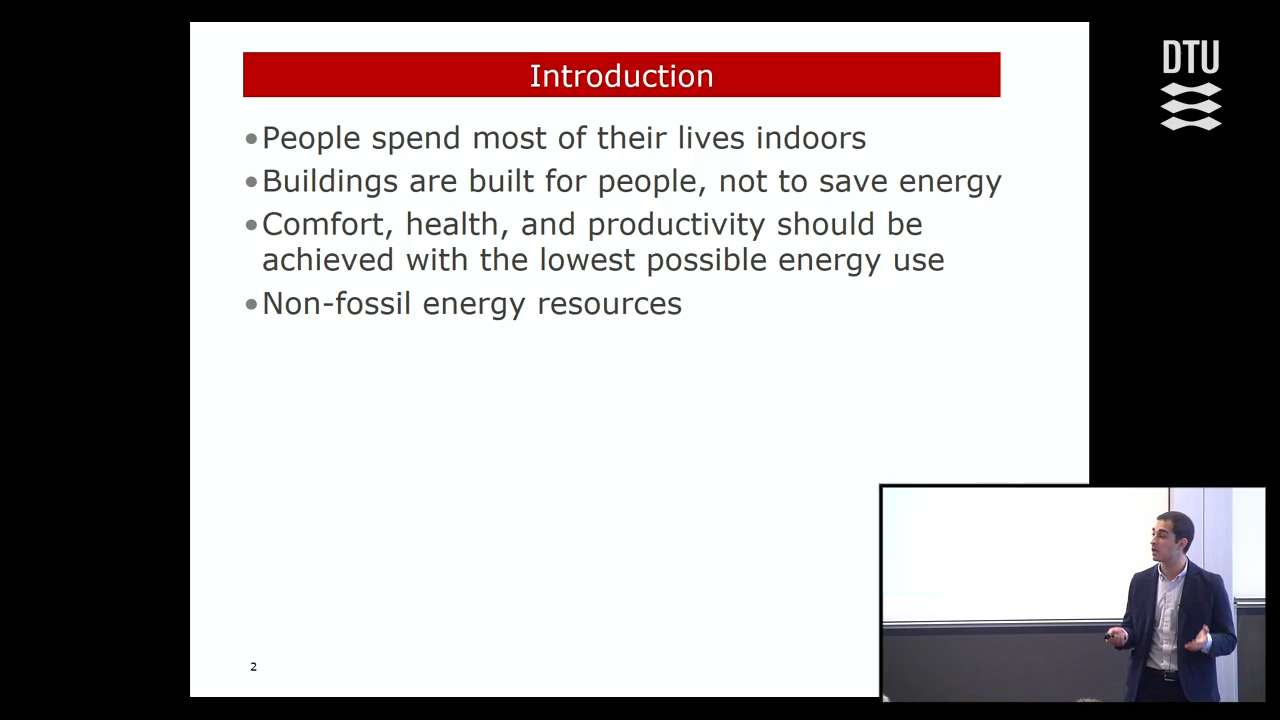 Introduction
•People spend most of their lives indoors
•Buildings are built for people, not to save energy
•Comfort, health, and productivity should be
achieved with the lowest possible energy use
•Non-fossil energy resources
2
DTU